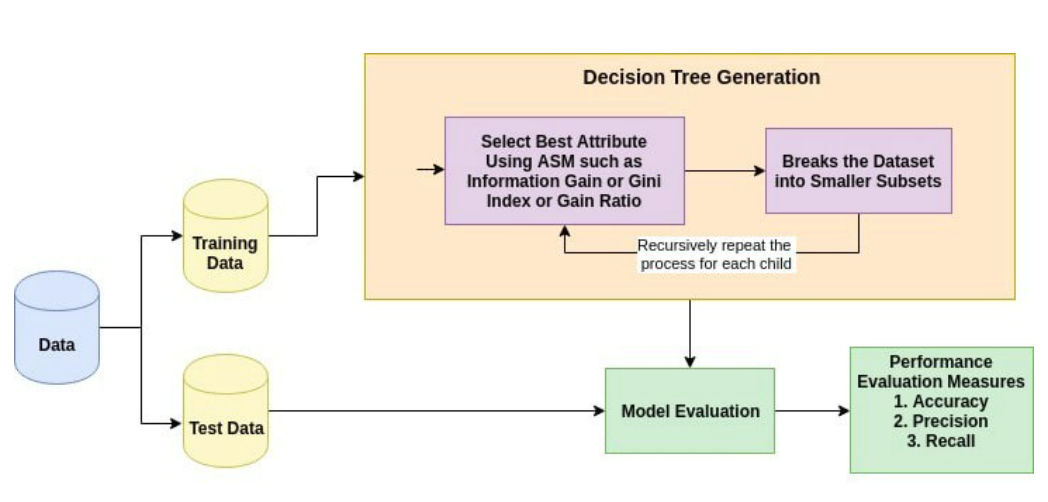 Decision Tree Generation
Select Best Attribute
Using ASM such as
Information Gain or Gini
Index or Gain Ratio
Breaks the Dataset
into Smaller Subsets
Recursively repeat the
process for each child
Training
Data
Data
Test Data
Model Evaluation
Performance
Evaluation Measures
1. Accuracy
2. Precision
3. Recall